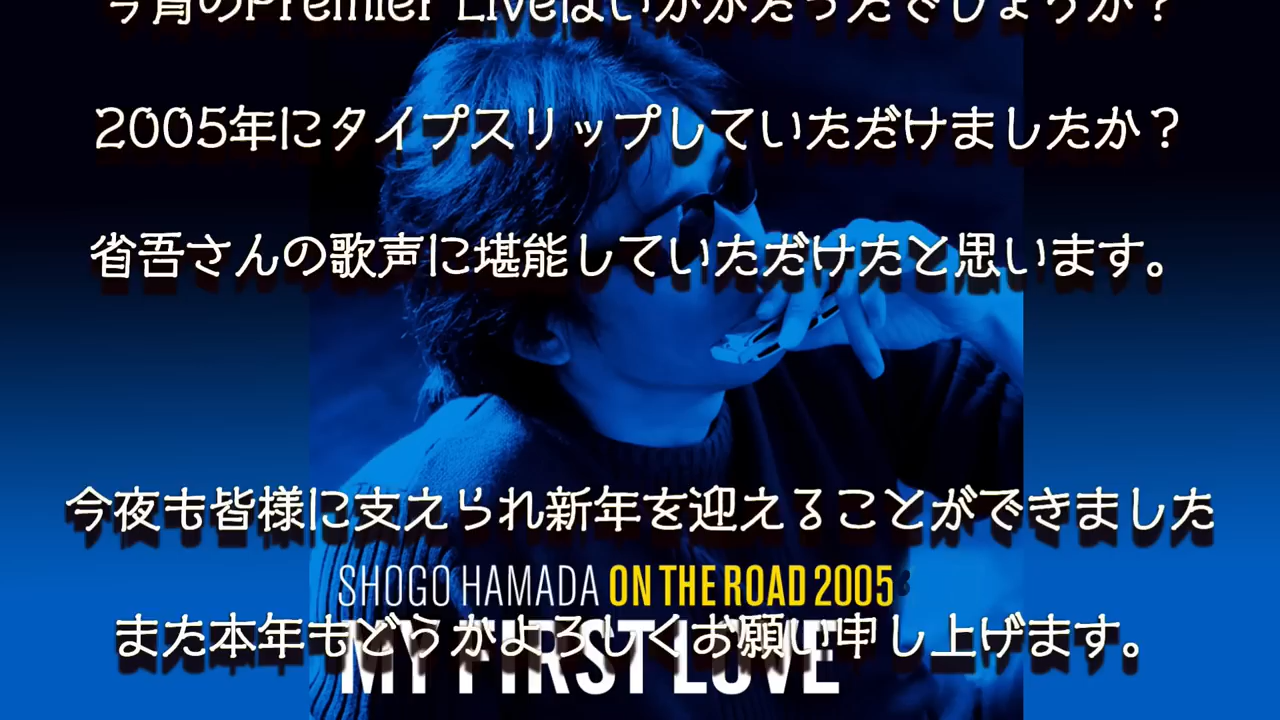 今宵のPremier Liveはいかがだったでしょうか？
2005年にタイプスリップしていただけましたか？
省吾さんの歌声に堪能していただけたと思います。
今夜も皆様に支えられ新年を迎えることができました
SHOGO HAMADA ON THE ROAD 2005
また本年もどうかよろしくお願い申し上げます。
MY FIRST LOVE